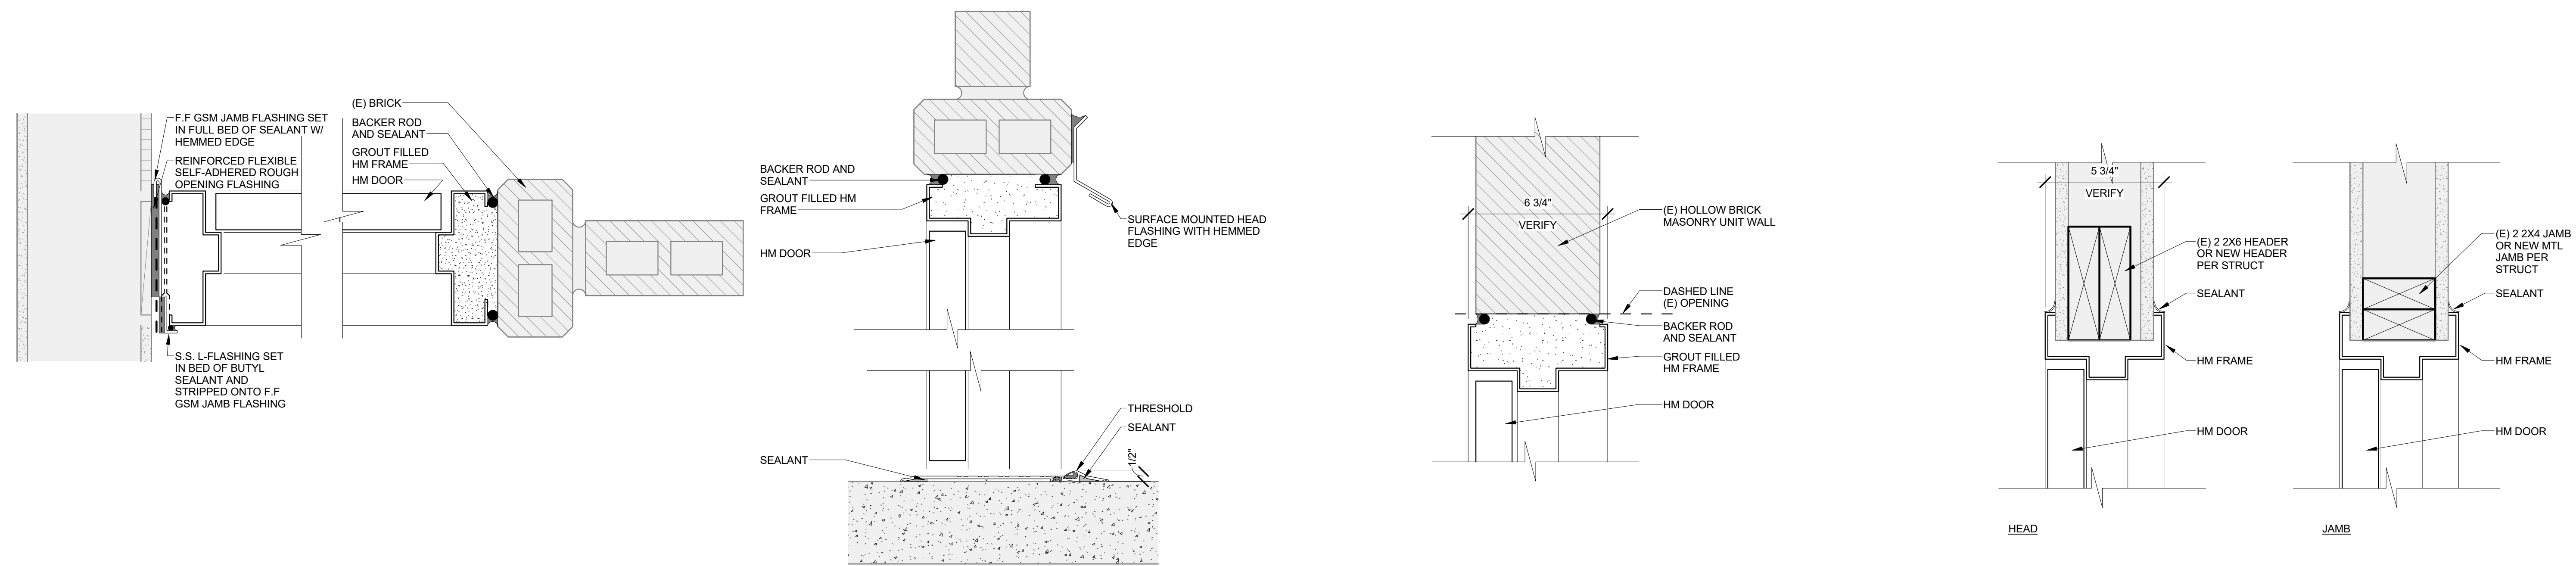 F.F GSM JAMB FLASHING SET
IN FULL BED OF SEALANT W/
HEMMED EDGE
REINFORCED FLEXIBLE
SELF-ADHERED ROUGH
OPENING FLASHING
S.S. L-FLASHING SET
IN BED OF BUTYL
SEALANT AND
STRIPPED ONTO F.F
GSM JAMB FLASHING
(E) BRICK
BACKER ROD
AND SEALANT
GROUT FILLED
HM FRAME
HM DOOR
BACKER ROD AND
SEALANT
GROUT FILLED HM
FRAME
HM DOOR
SEALANT
SURFACE MOUNTED HEAD
FLASHING WITH HEMMED
EDGE
THRESHOLD
SEALANT
1/2"
6 3/4"
VERIFY
(E) HOLLOW BRICK
MASONRY UNIT WALL
DASHED LINE
(E) OPENING
BACKER ROD
AND SEALANT
GROUT FILLED
HM FRAME
HM DOOR
5 3/4"
VERIFY
(E) 2 2X6 HEADER
OR NEW HEADER
PER STRUCT
SEALANT
HM FRAME
HM DOOR
HEAD
(E) 2 2X4 JAMB
OR NEW MTL
JAMB PER
STRUCT
SEALANT
HM FRAME
HM DOOR
JAMB